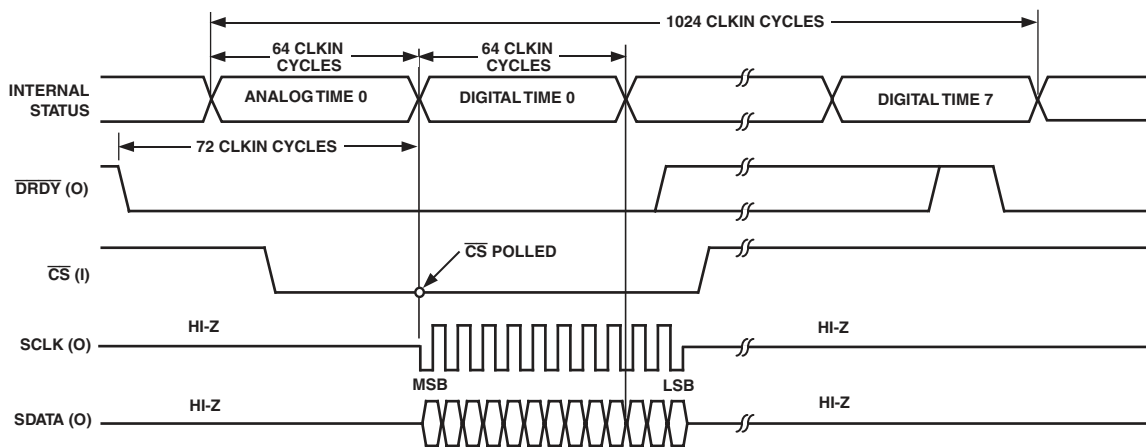 1024 CLKIN CYCLES
64 CLKIN
CYCLES
64 CLKIN
CYCLES
INTERNAL
STATUS
ANALOG TIME 0
DIGITAL TIME 0
DIGITAL TIME 7
72 CLKIN CYCLES
DRDY (O)
CS POLLED
CS (I)
HI-Z
HI-Z
SCLK (O)
MSB
LSB
HI-Z
HI-Z
SDATA (O)